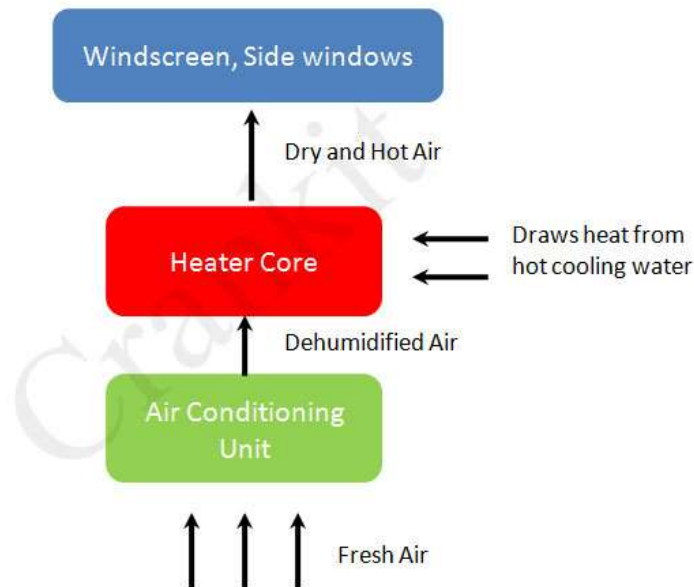 Windscreen, Side windows
Dry and Hot Air
Heater Core
Draws heat from
hot cooling water
Dehumidified Air
Air Conditioning
Unit
Fresh Air
Crankit